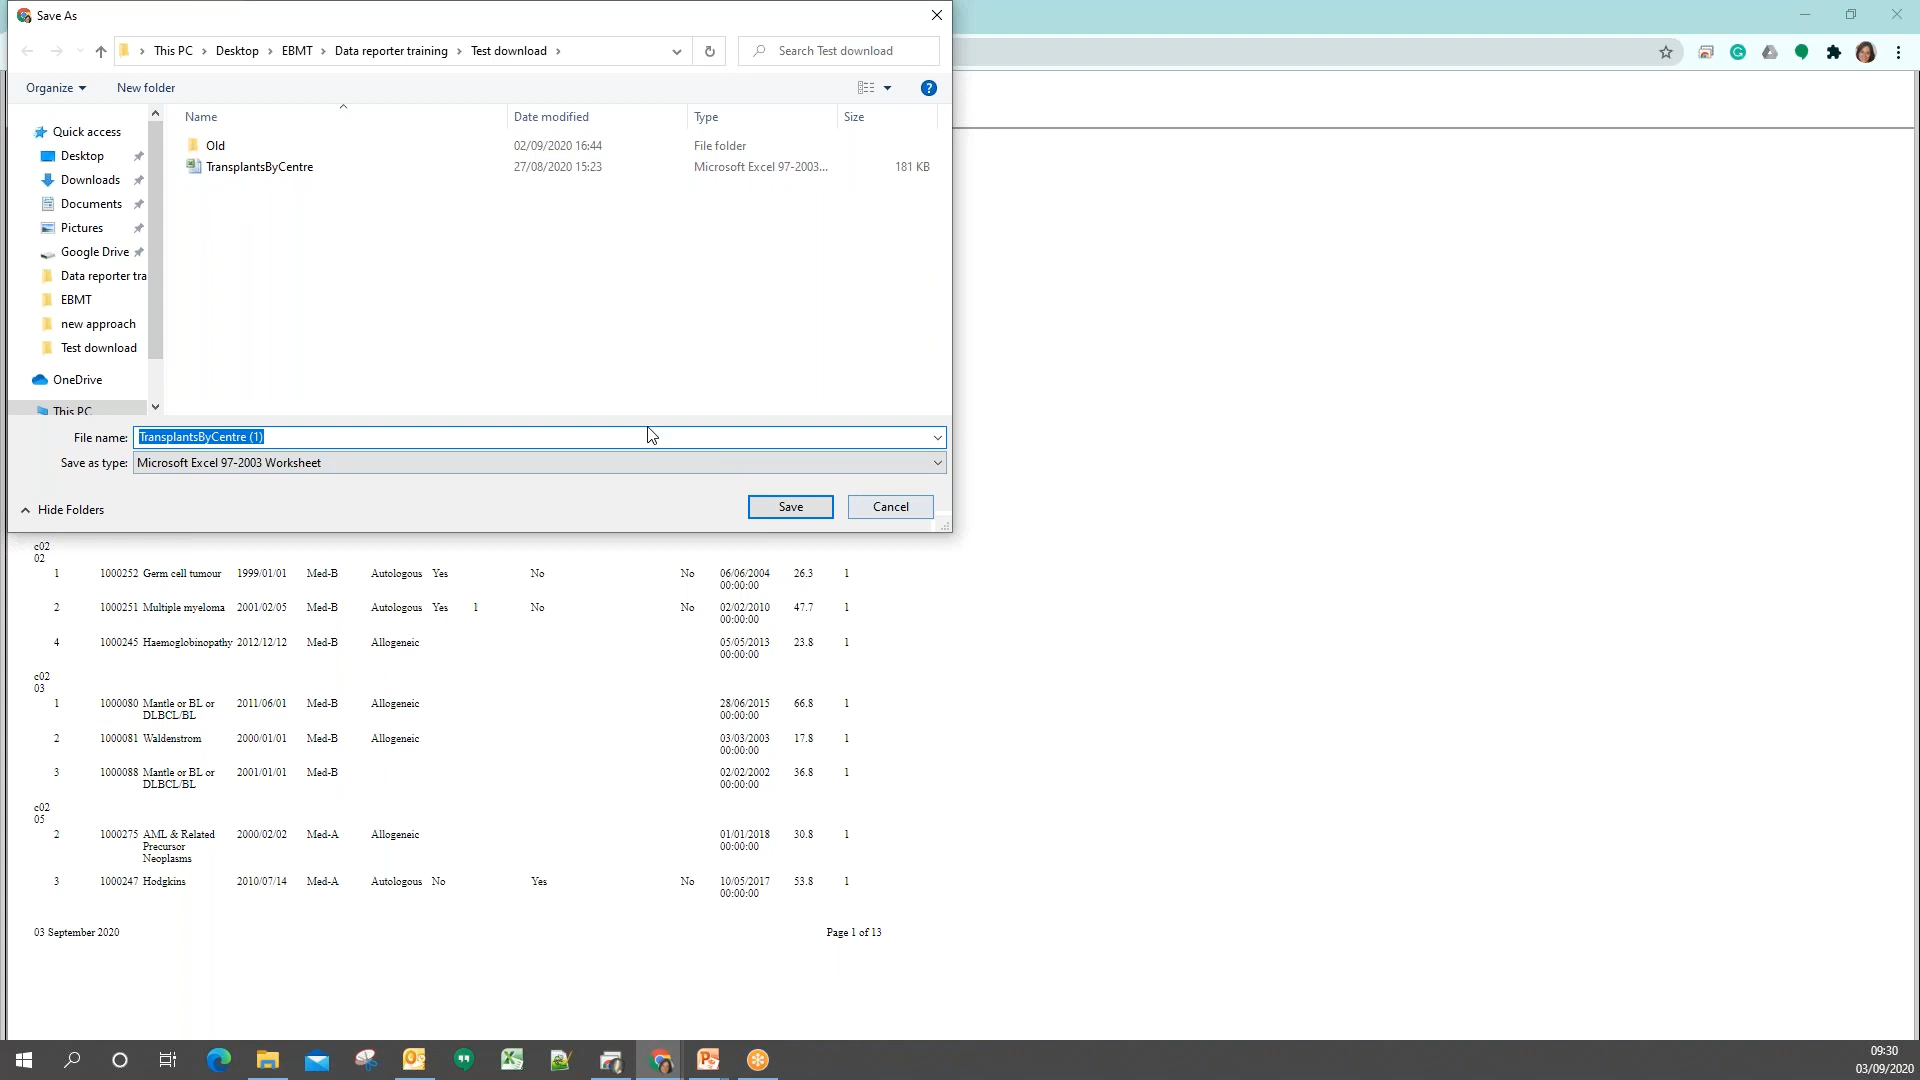 Save As
This PC > Desktop > EBMT > Data reporter training > Test download >
Search Test download
Organize
New folder
Name
Date modified
Type
Size
Quick access
Desktop
Downloads
Documents
Pictures
Google Drive
Data reporter tra
EBMT
new approach
Test download
OneDrive
This PC
Old 02/09/2020 16:44 File folder
TransplantsByCentre 27/08/2020 15:23 Microsoft Excel 97-2003... 181 KB
File name: TransplantsByCentre (1)
Save as type: Microsoft Excel 97-2003 Worksheet
Hide Folders
Save
Cancel
c02
02
1 1000252 Germ cell tumour 1999/01/01 Med-B Autologous Yes No No 06/06/2004 26.3 1
00:00:00
2 1000251 Multiple myeloma 2001/02/05 Med-B Autologous Yes 1 No No 02/02/2010 47.7 1
00:00:00
4 1000245 Haemoglobinopathy 2012/12/12 Med-B Allogeneic 05/05/2013 23.8 1
00:00:00
c02
03
1 1000080 Mantle or BL or 2011/06/01 Med-B Allogeneic 28/06/2015 66.8 1
DLBCL/BL 00:00:00
2 1000081 Waldenstrom 2000/01/01 Med-B Allogeneic 03/03/2003 17.8 1
00:00:00
3 1000088 Mantle or BL or 2001/01/01 Med-B 02/02/2002 36.8 1
DLBCL/BL 00:00:00
c02
05
2 1000275 AML & Related 2000/02/02 Med-A Allogeneic 01/01/2018 30.8 1
Precursor 00:00:00
Neoplasms
3 1000247 Hodgkins 2010/07/14 Med-A Autologous No Yes No 10/05/2017 53.8 1
00:00:00
03 September 2020 Page 1 of 13
09:30
03/09/2020